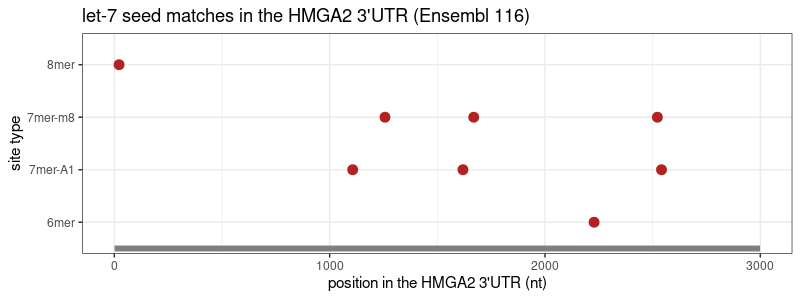 let-7 seed matches in the HMGA2 3'UTR (Ensembl 116)
site type
8mer
7mer-m8
7mer-A1
6mer
0 1000 2000 3000
position in the HMGA2 3'UTR (nt)